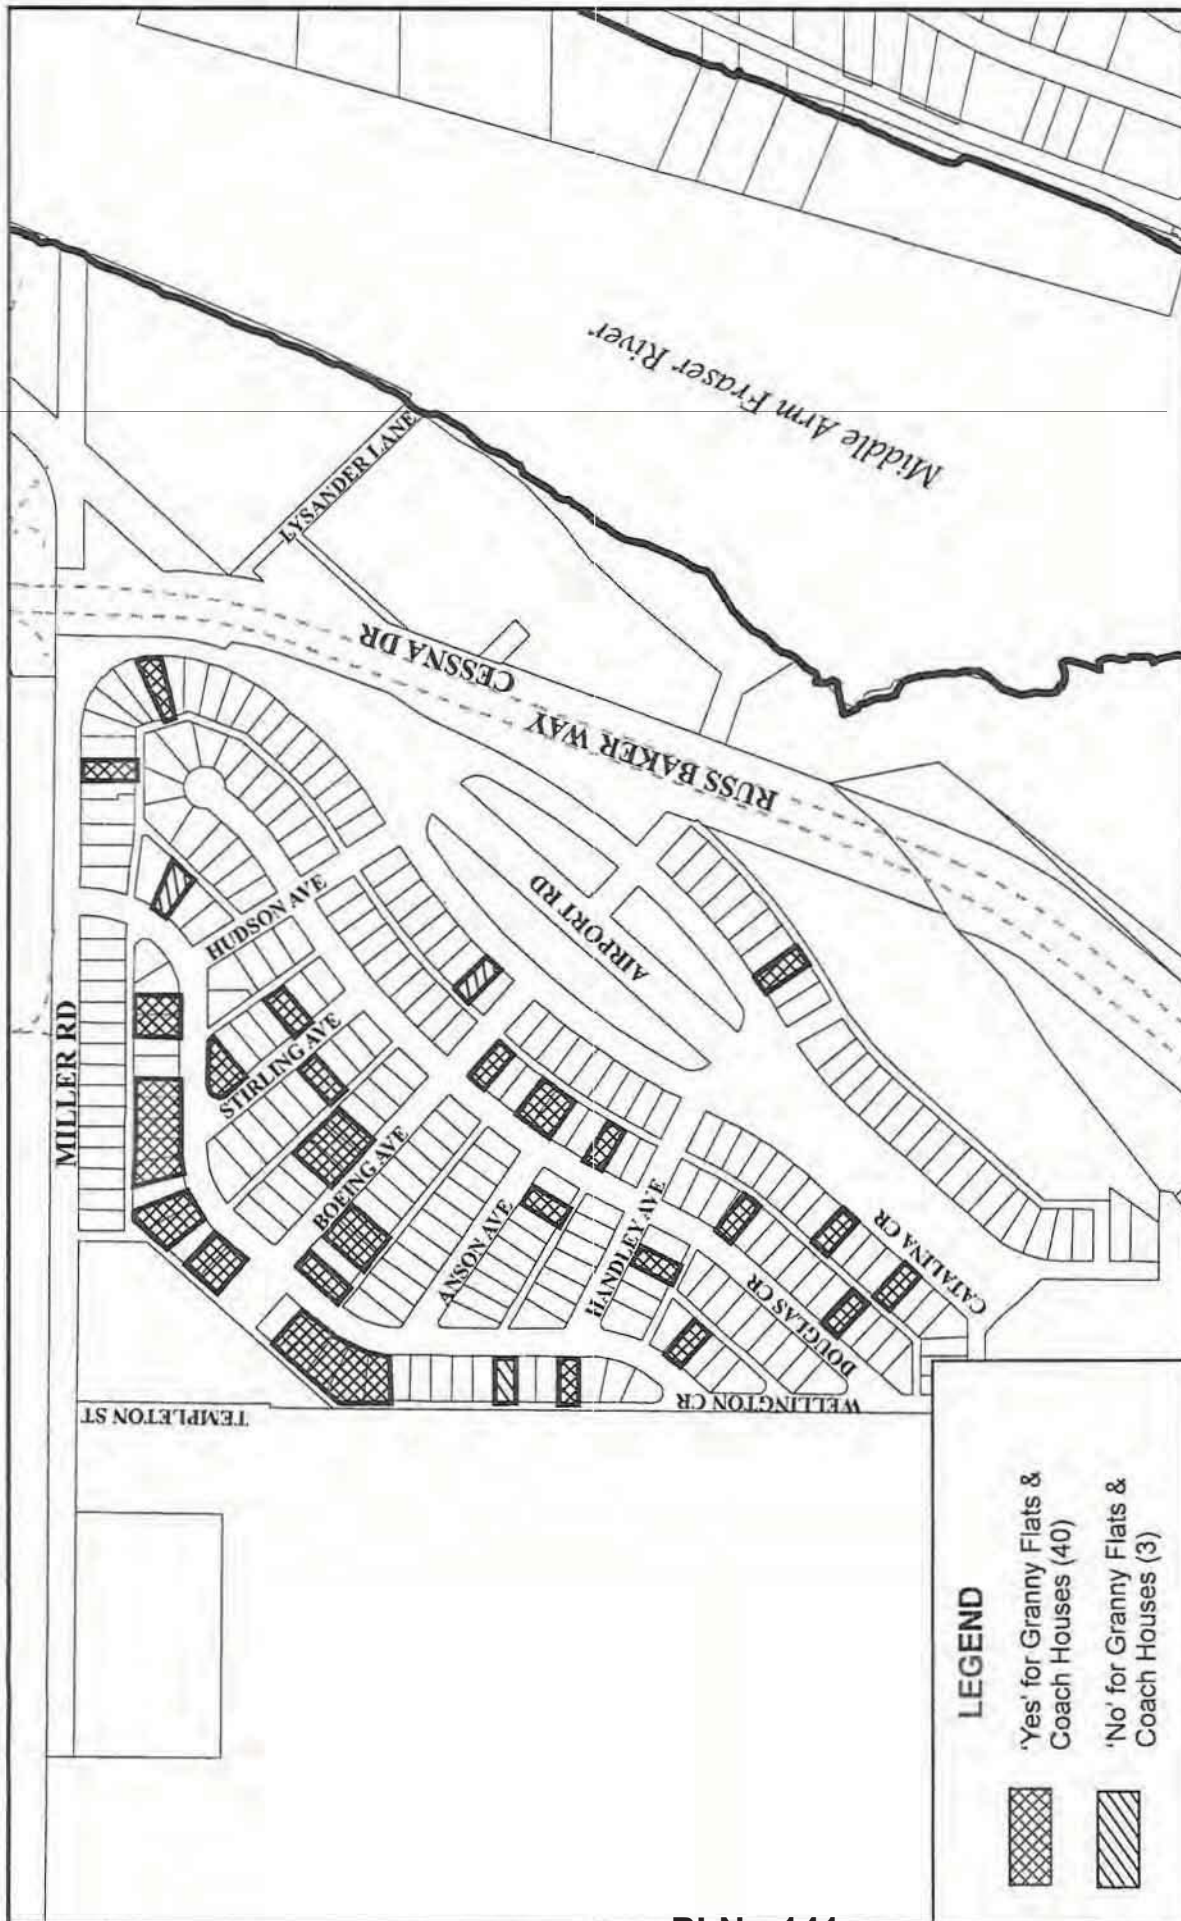 MILLER RD
TEMPLETON ST
HUDSON AVE
STIRLING AVE
BOEING AVE
ANSON AVE
HANDLEY AVE
DOUGLAS CR
CATALINA CR
WELLINGTON CR
AIRPORT RD
RUSS BAKER WAY
CESSNA DR
LYSANDER LANE
Middle Arm Fraser River
LEGEND
'Yes' for Granny Flats &
Coach Houses (40)
'No' for Granny Flats &
Coach Houses (3)